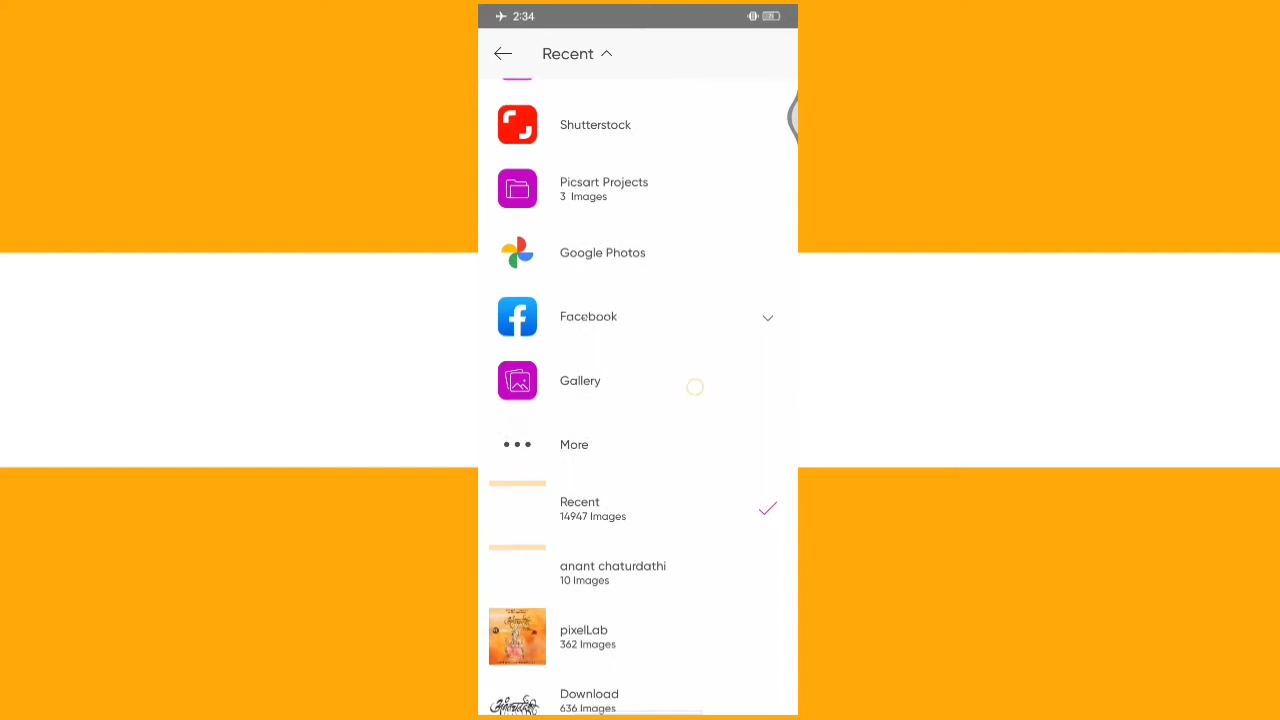 2:34
Recent
Shutterstock
Picsart Projects
3 Images
Google Photos
Facebook
Gallery
More
Recent
14947 Images
anant chaturdathi
10 Images
pixelLab
362 Images
Download
636 Images